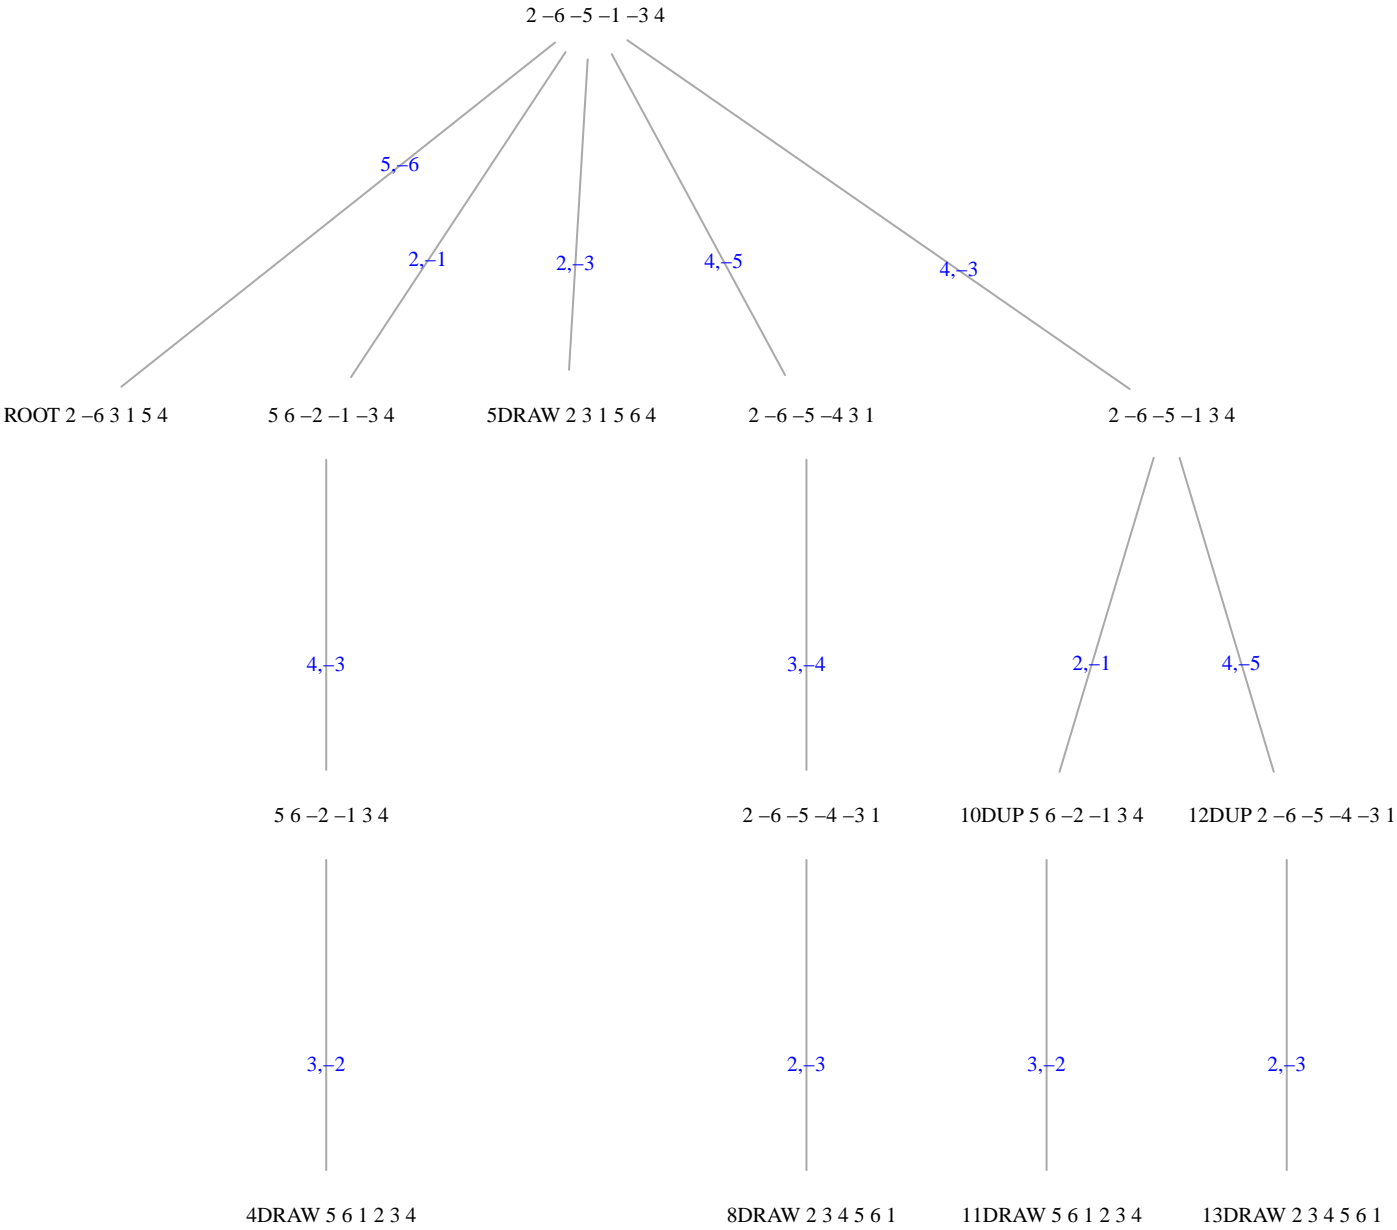 2 –6 –5 –1 –3 4
5,–6
2,–1
2,–3
4,–5
4,–3
ROOT 2 –6 3 1 5 4
5 6 –2 –1 –3 4
5DRAW 2 3 1 5 6 4
2 –6 –5 –4 3 1
2 –6 –5 –1 3 4
4,–3
3,–4
2,–1
4,–5
5 6 –2 –1 3 4
2 –6 –5 –4 –3 1
10DUP 5 6 –2 –1 3 4
12DUP 2 –6 –5 –4 –3 1
3,–2
2,–3
3,–2
2,–3
4DRAW 5 6 1 2 3 4
8DRAW 2 3 4 5 6 1
11DRAW 5 6 1 2 3 4
13DRAW 2 3 4 5 6 1